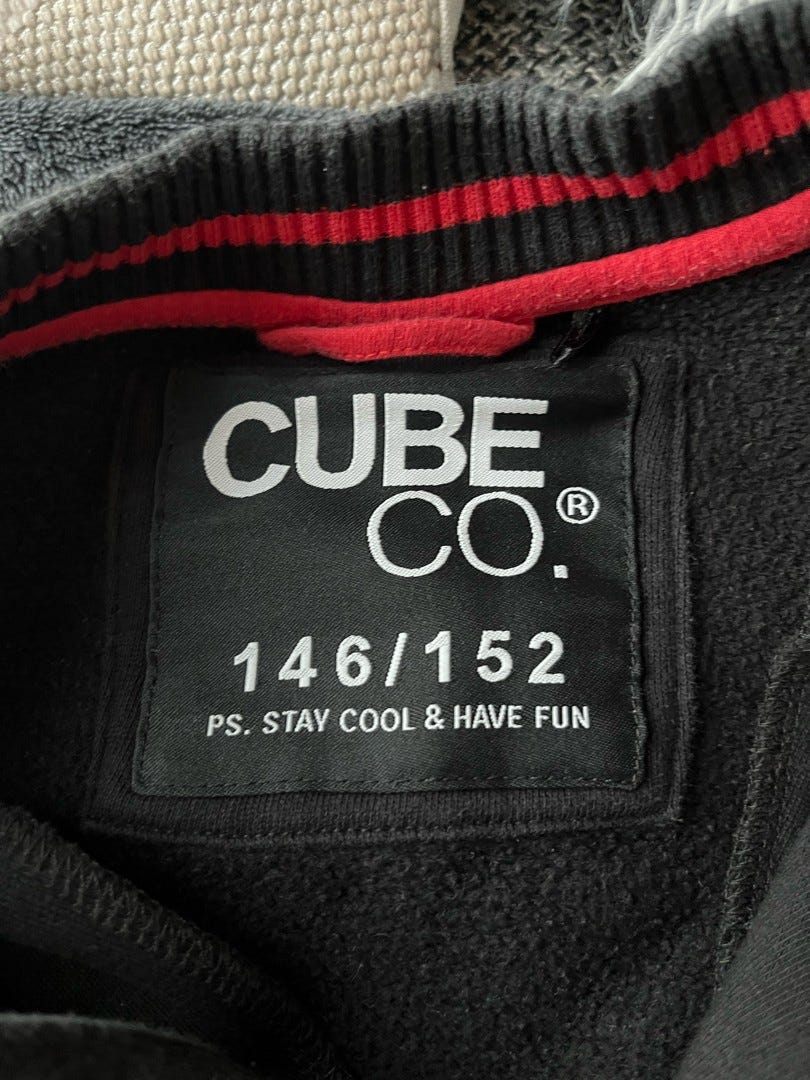 CUBE
CO.®
146/152
PS. STAY COOL & HAVE FUN